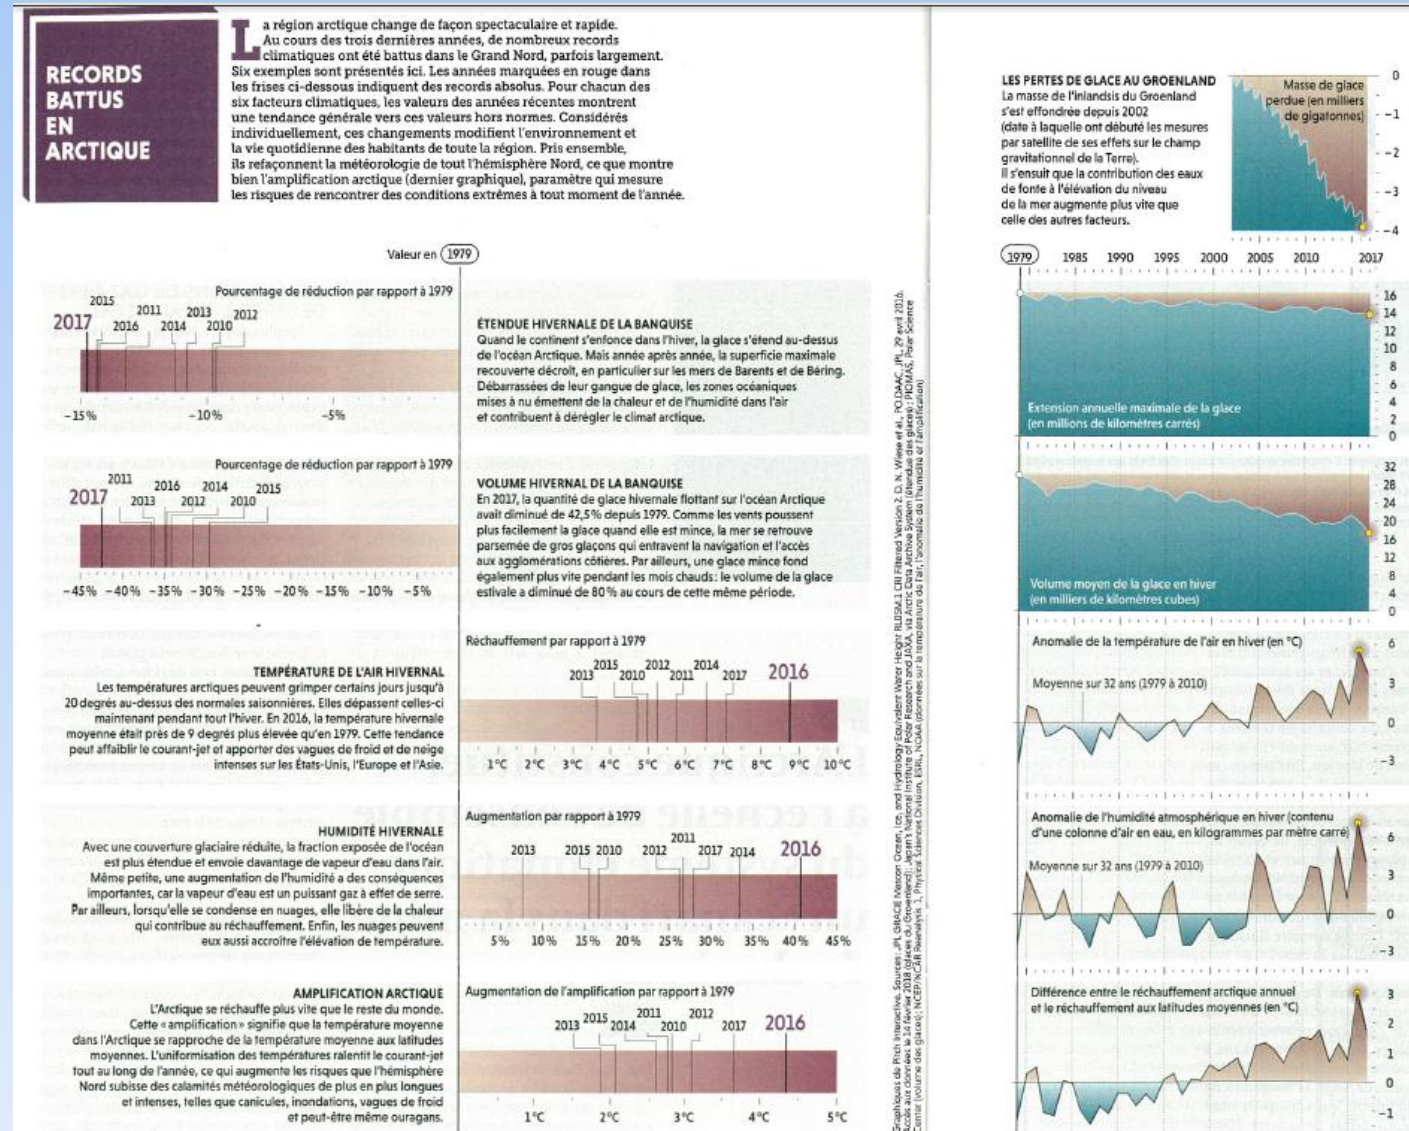 RECORDS
BATTUS
EN
ARCTIQUE
La région arctique change de façon spectaculaire et rapide.
Au cours des trois dernières années, de nombreux records
climatiques ont été battus dans le Grand Nord, parfois largement.
Six exemples sont présentés ici. Les années marquées en rouge dans
les frises ci-dessous indiquent des records absolus. Pour chacun des
six facteurs climatiques, les valeurs des années récentes montrent
une tendance générale vers ces valeurs hors normes. Considérés
individuellement, ces changements modifient l'environnement et
la vie quotidienne des habitants de toute la région. Pris ensemble,
ils refaçonnent la météorologie de tout l'hémisphère Nord, ce que montre
bien l'amplification arctique (dernier graphique), paramètre qui mesure
les risques de rencontrer des conditions extrêmes à tout moment de l'année.
Valeur en 1979
Pourcentage de réduction par rapport à 1979
2015 2011 2013 2012
2017 2016 2014 2010
-15% -10% -5%
ÉTENDUE HIVERNALE DE LA BANQUISE
Quand le continent s'enfonce dans l'hiver, la glace s'étend au-dessus
de l'océan Arctique. Mais année après année, la superficie maximale
recouverte décroît, en particulier sur les mers de Barents et de Béring.
Débarrassées de leur gangue de glace, les zones océaniques
mises à nu émettent de la chaleur et de l'humidité dans l'air
et contribuent à dérégler le climat arctique.
Pourcentage de réduction par rapport à 1979
2011 2016 2014 2015
2017 2013 2012 2010
-45% -40% -35% -30% -25% -20% -15% -10% -5%
VOLUME HIVERNAL DE LA BANQUISE
En 2017, la quantité de glace hivernale flottant sur l'océan Arctique
avait diminué de 42,5% depuis 1979. Comme les vents poussent
plus facilement la glace quand elle est mince, la mer se retrouve
parsemée de gros glaçons qui entravent la navigation et l'accès
aux agglomérations côtières. Par ailleurs, une glace mince fond
également plus vite pendant les mois chauds: le volume de la glace
estivale a diminué de 80% au cours de cette même période.
TEMPÉRATURE DE L'AIR HIVERNAL
Les températures arctiques peuvent grimper certains jours jusqu'à
20 degrés au-dessus des normales saisonnières. Elles dépassent celles-ci
maintenant pendant tout l'hiver. En 2016, la température hivernale
moyenne était près de 9 degrés plus élevée qu'en 1979. Cette tendance
peut affaiblir le courant-jet et apporter des vagues de froid et de neige
intenses sur les États-Unis, l'Europe et l'Asie.
Réchauffement par rapport à 1979
2015 2012 2014 2016
2013 2010 2011 2017
1°C 2°C 3°C 4°C 5°C 6°C 7°C 8°C 9°C 10°C
HUMIDITÉ HIVERNALE
Avec une couverture glaciaire réduite, la fraction exposée de l'océan
est plus étendue et envoie davantage de vapeur d'eau dans l'air.
Même petite, une augmentation de l'humidité a des conséquences
importantes, car la vapeur d'eau est un puissant gaz à effet de serre.
Par ailleurs, lorsqu'elle se condense en nuages, elle libère de la chaleur
qui contribue au réchauffement. Enfin, les nuages peuvent
eux aussi accroître l'élévation de température.
Augmentation par rapport à 1979
2011
2013 2015 2010 2012 2017 2014 2016
5% 10% 15% 20% 25% 30% 35% 40% 45%
AMPLIFICATION ARCTIQUE
L'Arctique se réchauffe plus vite que le reste du monde.
Cette «amplification» signifie que la température moyenne
dans l'Arctique se rapproche de la température moyenne aux latitudes
moyennes. L'uniformisation des températures ralentit le courant-jet
tout au long de l'année, ce qui augmente les risques que l'hémisphère
Nord subisse des calamités météorologiques de plus en plus longues
et intenses, telles que canicules, inondations, vagues de froid
et peut-être même ouragans.
Augmentation de l'amplification par rapport à 1979
2015 2011 2012
2013 2014 2010 2017 2016
1°C 2°C 3°C 4°C 5°C
LES PERTES DE GLACE AU GROENLAND
La masse de l'inlandsis du Groenland
s'est effondrée depuis 2002
(date à laquelle ont débuté les mesures
par satellite de ses effets sur le champ
gravitationnel de la Terre).
Il s'ensuit que la contribution des eaux
de fonte à l'élévation du niveau
de la mer augmente plus vite que
celle des autres facteurs.
Masse de glace
perdue (en milliers
de gigatonnes)
0
-1
-2
-3
-4
1979 1985 1990 1995 2000 2005 2010 2017
16
14
12
10
8
6
4
2
0
Extension annuelle maximale de la glace
(en millions de kilomètres carrés)
32
28
24
20
16
12
8
4
0
Volume moyen de la glace en hiver
(en milliers de kilomètres cubes)
Anomalie de la température de l'air en hiver (en °C)
Moyenne sur 32 ans (1979 à 2010)
6
3
0
-3
Anomalie de l'humidité atmosphérique en hiver (contenu
d'une colonne d'air en eau, en kilogrammes par mètre carré)
Moyenne sur 32 ans (1979 à 2010)
6
3
0
-3
Différence entre le réchauffement arctique annuel
et le réchauffement aux latitudes moyennes (en °C)
3
2
1
0
-1